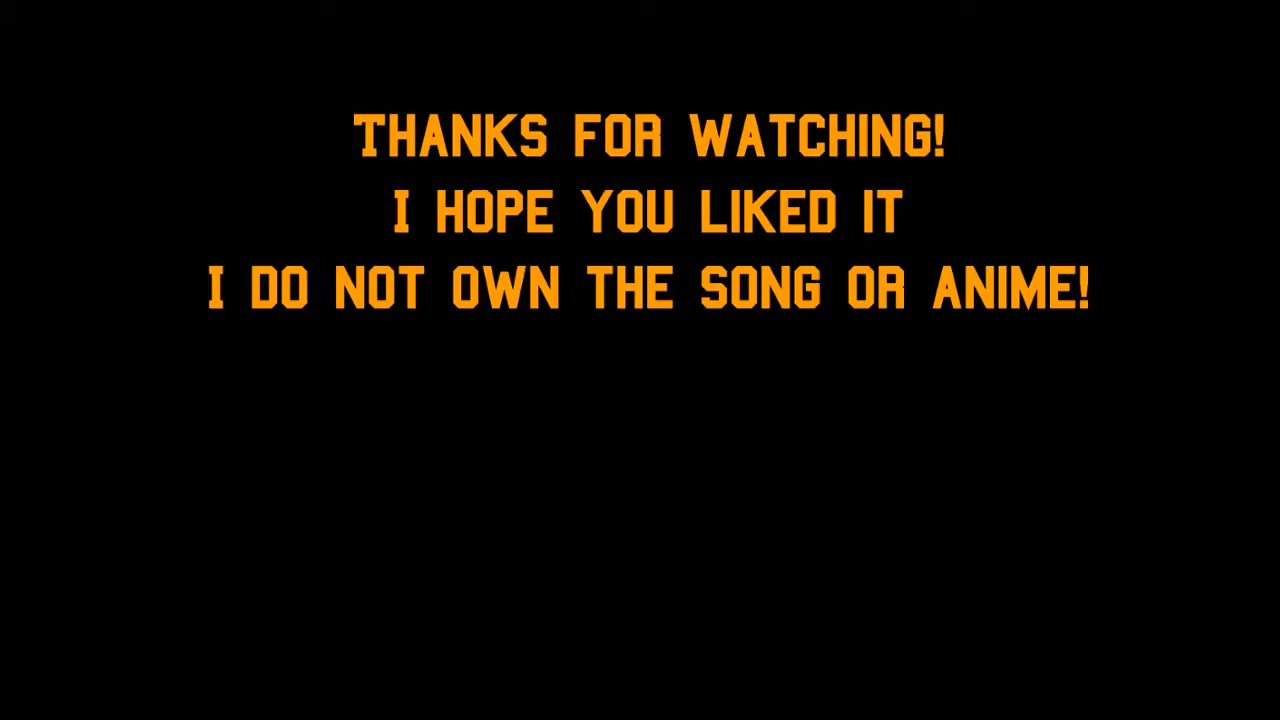 THANKS FOR WATCHING!
I HOPE YOU LIKED IT
I DO NOT OWN THE SONG OR ANIME!